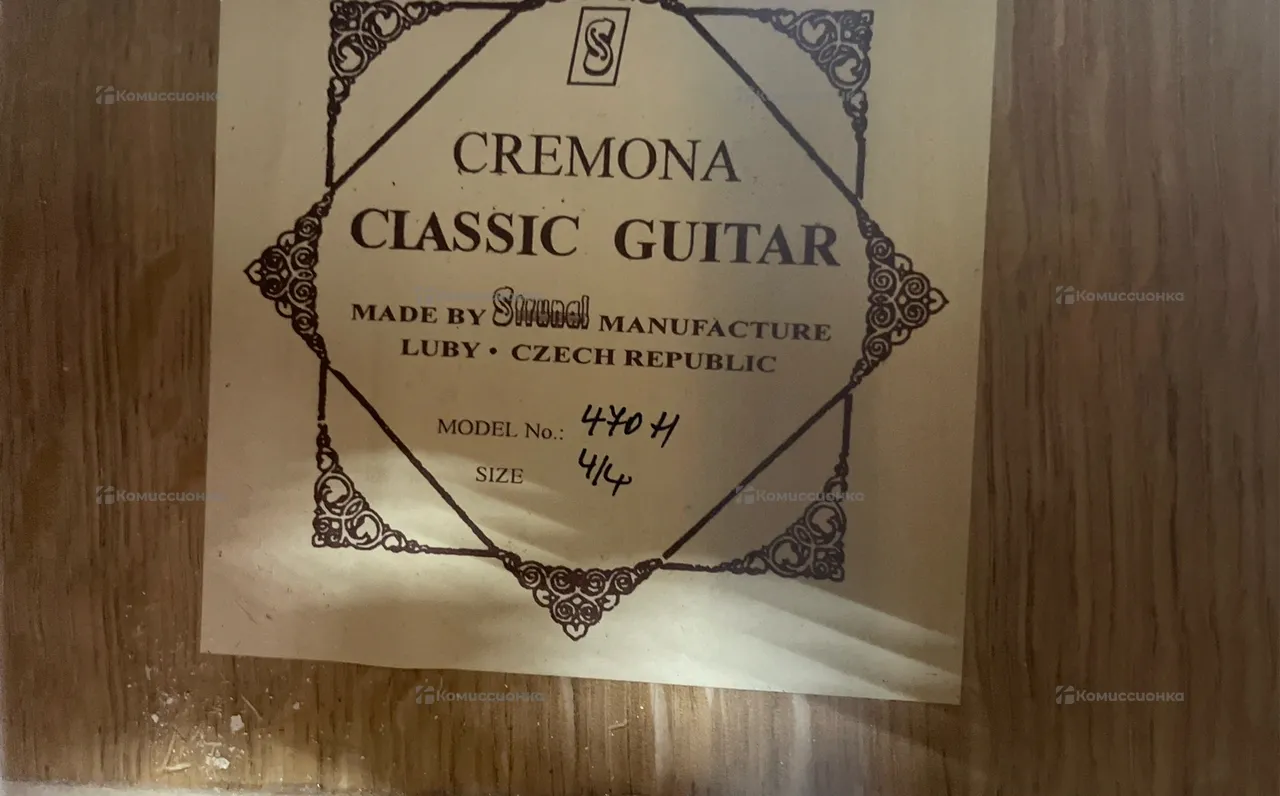 S
CREMONA
CLASSIC GUITAR
MADE BY Strunal MANUFACTURE
LUBY • CZECH REPUBLIC
MODEL No.: 470 H
SIZE 4/4
Комиссионка
Комиссионка
Комиссионка
Комиссионка
Комиссионка
Комиссионка